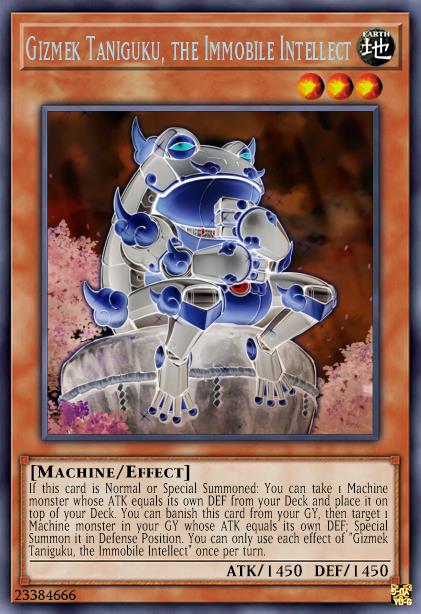 Gizmek Taniguku, the Immobile Intellect
EARTH
地
[Machine/Effect]
If this card is Normal or Special Summoned: You can take 1 Machine
monster whose ATK equals its own DEF from your Deck and place it on
top of your Deck. You can banish this card from your GY, then target 1
Machine monster in your GY whose ATK equals its own DEF; Special
Summon it in Defense Position. You can only use each effect of "Gizmek
Taniguku, the Immobile Intellect" once per turn.
ATK/1450 DEF/1450
23384666